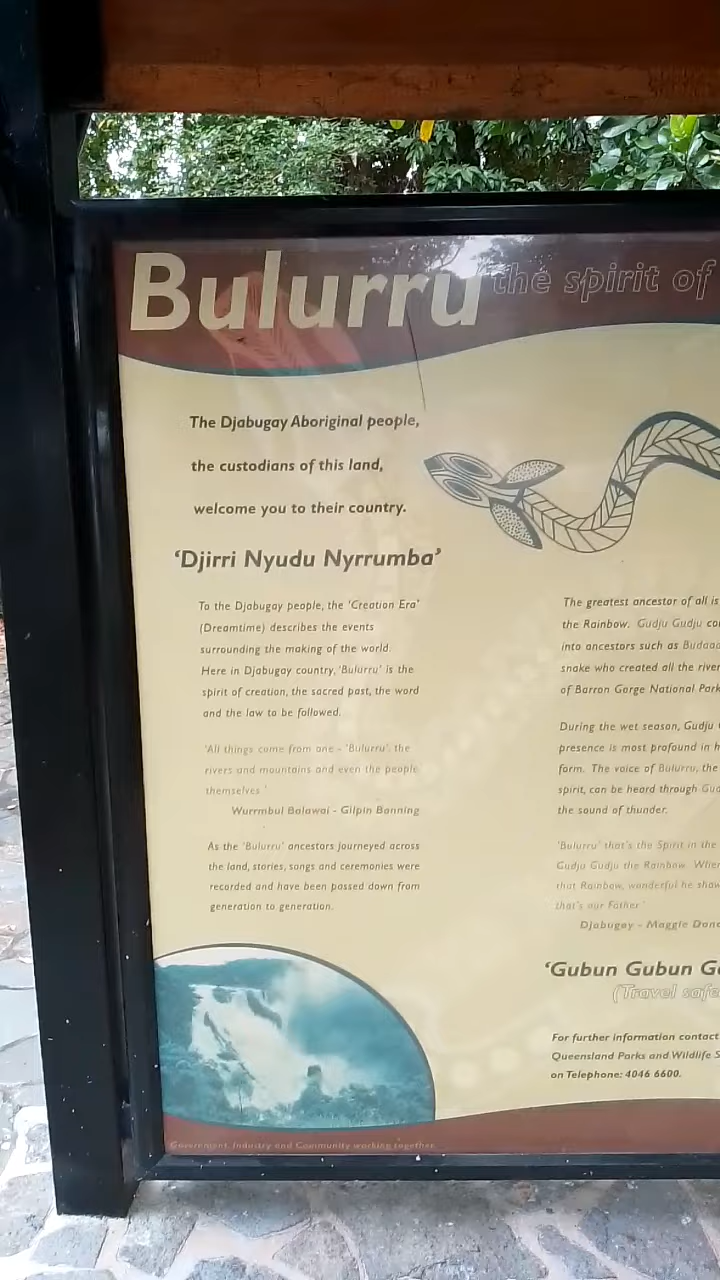 Bulurru the spirit of
The Djabugay Aboriginal people,
the custodians of this land,
welcome you to their country.
‘Djirri Nyudu Nyrrumba’
To the Djabugay people, the ‘Creation Era’
(Dreamtime) describes the events
surrounding the making of the world.
Here in Djabugay country, ‘Bulurru’ is the
spirit of creation, the sacred past, the word
and the law to be followed.
‘All things come from one - ‘Bulurru’, the
rivers and mountains and even the people
themselves.’
Wurrmbul Balawai - Gilpin Banning
As the ‘Bulurru’ ancestors journeyed across
the land, stories, songs and ceremonies were
recorded and have been passed down from
generation to generation.
The greatest ancestor of all is
the Rainbow. Gudju Gudju
into ancestors such as
snake who created all the
of Barron Gorge National Park
During the wet season, Gudju
presence is most profound in
form. The voice of Bulurru, the
spirit, can be heard through
the sound of thunder.
‘Bulurru’ that's the Spirit in the
Gudju Gudju the Rainbow.
that Rainbow, wonderful he
that's our Father’
Djabugay - Maggie
‘Gubun Gubun
(Travel
For further information contact
Queensland Parks and Wildlife
on Telephone: 4046 6600.
Government, Industry and Community working together